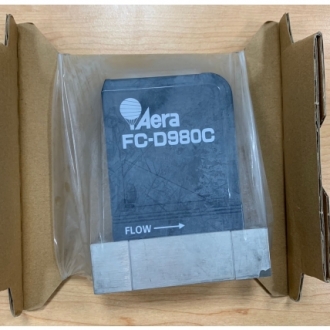 Aera
FC-D980C
FLOW →